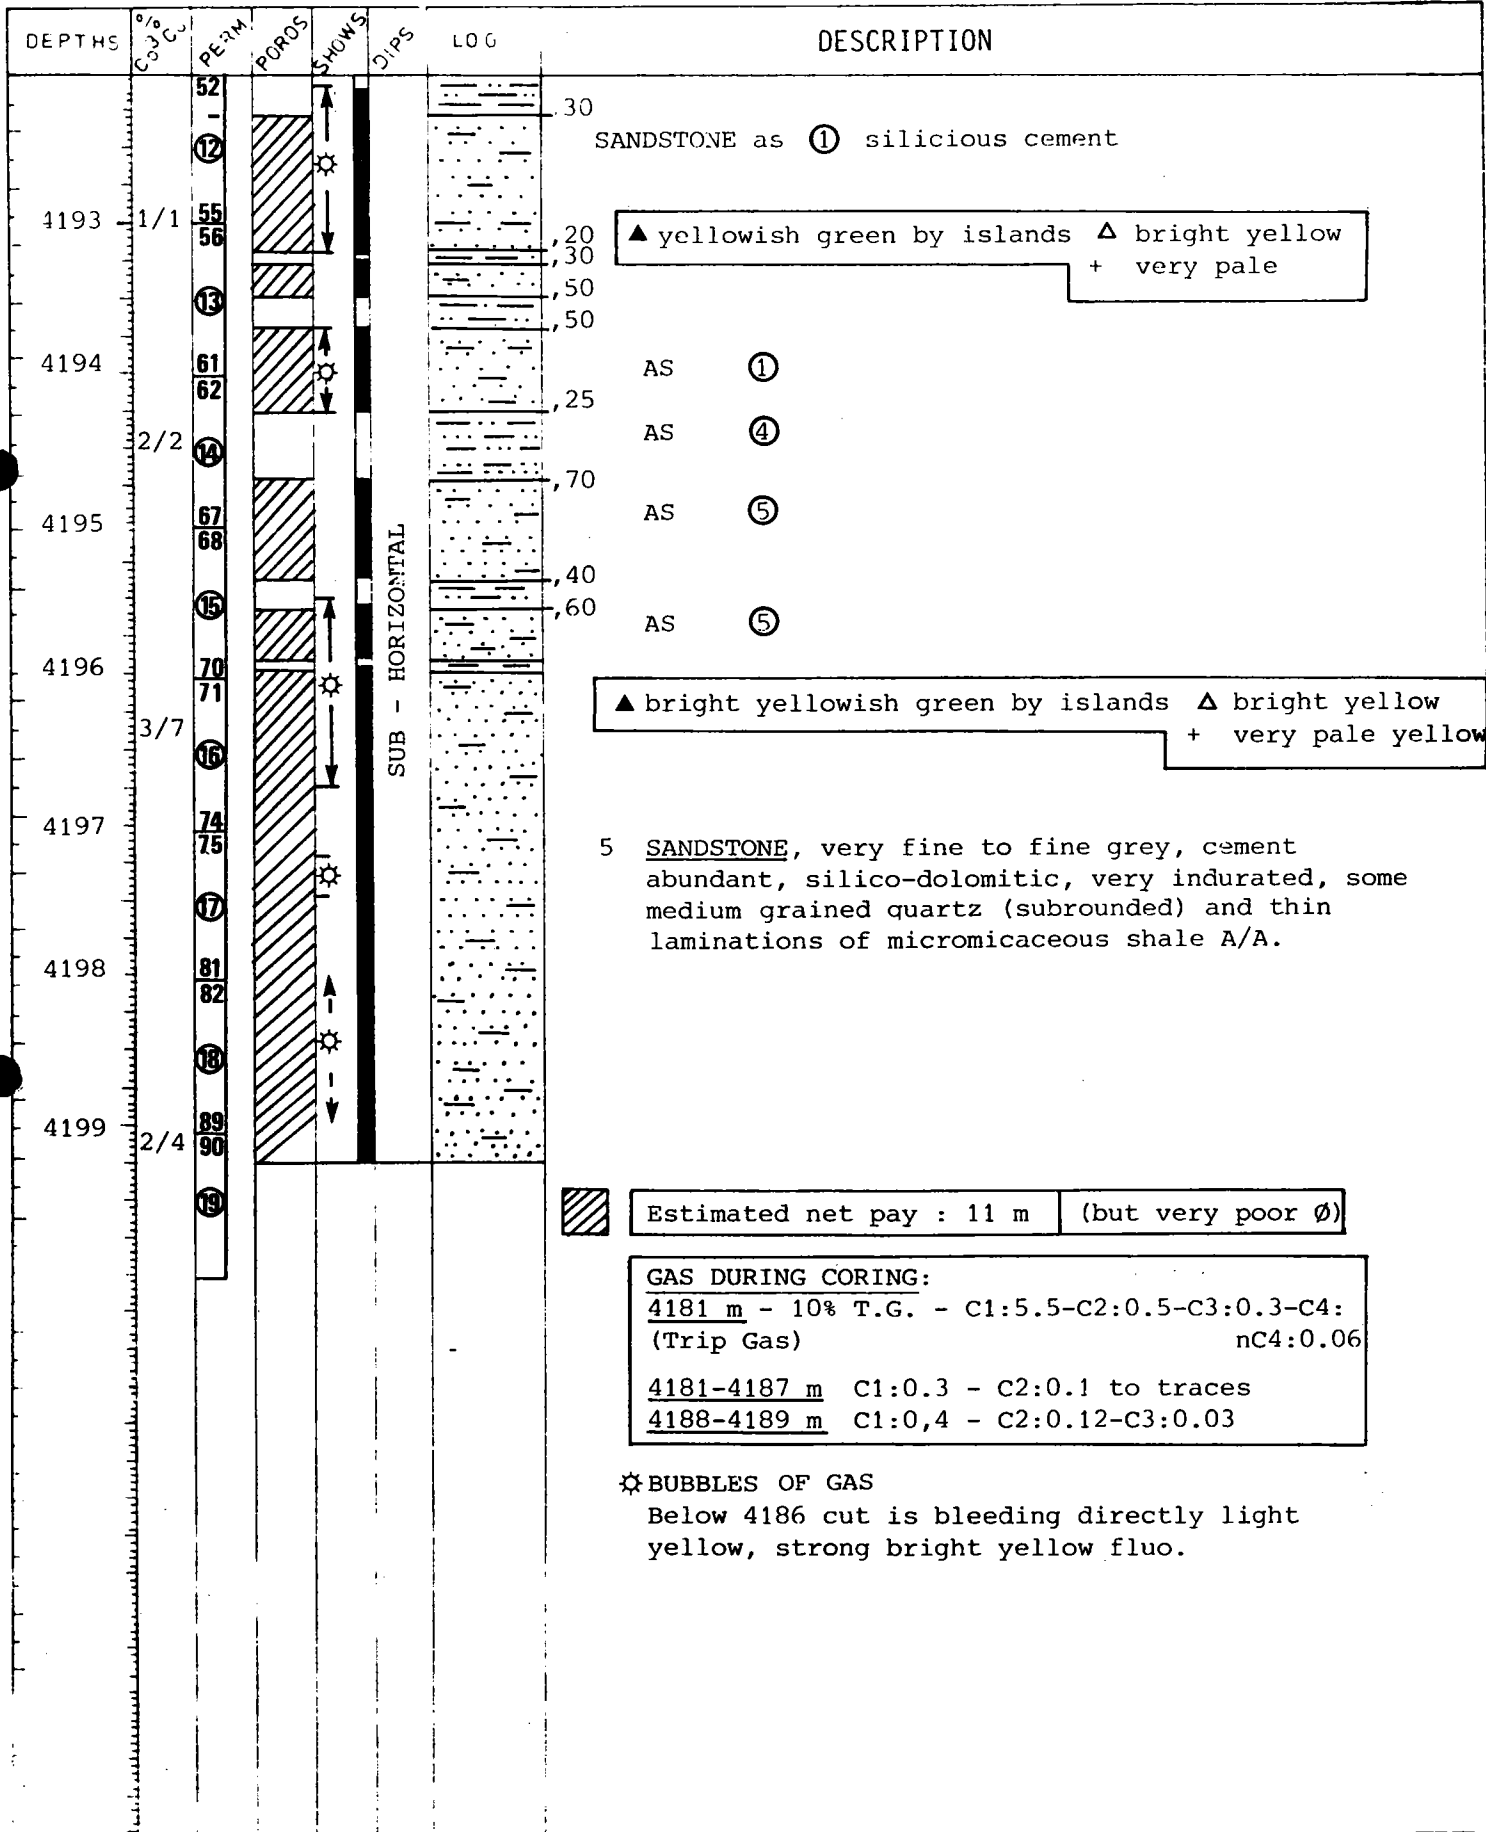 DEPTHS % CO3Ca PERM POROS SHOWS DIPS LOG DESCRIPTION
52
,30
12
SANDSTONE as 1 silicious cement
4193 1/1 55
56
,20
,30
▲ yellowish green by islands △ bright yellow
+ very pale
13
,50
,50
4194 61
62
AS 1
,25
2/2 14
AS 4
,70
4195 67
68
AS 5
,40
15
,60
AS 5
SUB - HORIZONTAL
4196 70
71
▲ bright yellowish green by islands △ bright yellow
+ very pale yellow
3/7 16
4197 74
75
5 SANDSTONE, very fine to fine grey, cement
abundant, silico-dolomitic, very indurated, some
medium grained quartz (subrounded) and thin
laminations of micromicaceous shale A/A.
17
4198 81
82
18
4199 89
2/4 90
19
Estimated net pay : 11 m (but very poor Ø)
GAS DURING CORING:
4181 m - 10% T.G. - C1:5.5-C2:0.5-C3:0.3-C4:
(Trip Gas) nC4:0.06
4181-4187 m C1:0.3 - C2:0.1 to traces
4188-4189 m C1:0,4 - C2:0.12-C3:0.03
BUBBLES OF GAS
Below 4186 cut is bleeding directly light
yellow, strong bright yellow fluo.